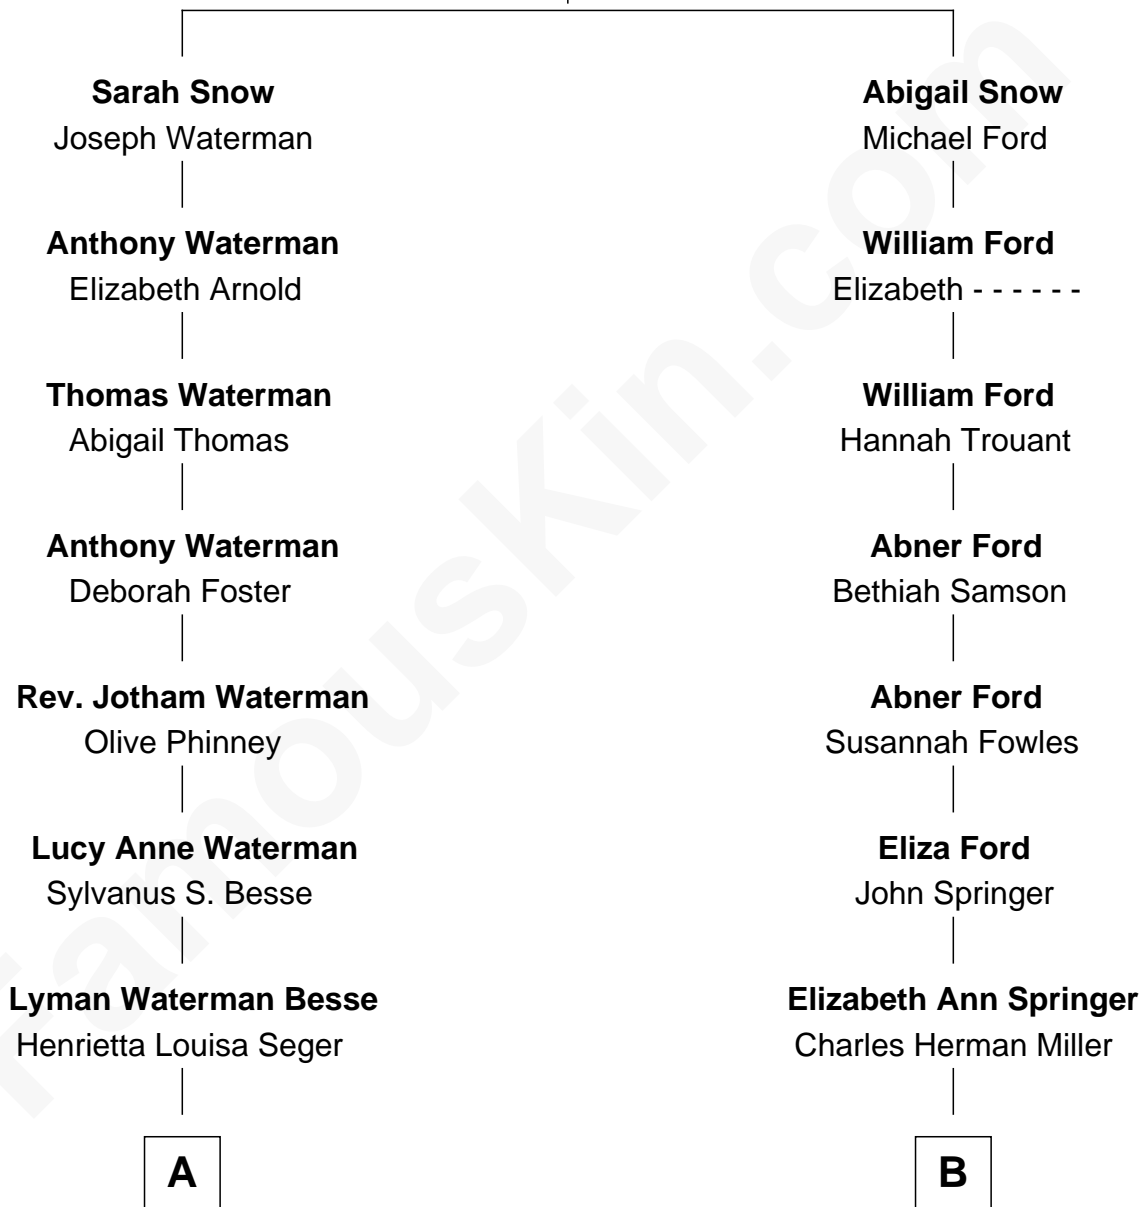 Sarah Snow
Joseph Waterman
Abigail Snow
Michael Ford
Anthony Waterman
Elizabeth Arnold
William Ford
Elizabeth - - - - - -
Thomas Waterman
Abigail Thomas
William Ford
Hannah Trouant
Anthony Waterman
Deborah Foster
Abner Ford
Bethiah Samson
Rev. Jotham Waterman
Olive Phinney
Abner Ford
Susannah Fowles
Lucy Anne Waterman
Sylvanus S. Besse
Eliza Ford
John Springer
Lyman Waterman Besse
Henrietta Louisa Seger
Elizabeth Ann Springer
Charles Herman Miller
A
B
FamousKin.com